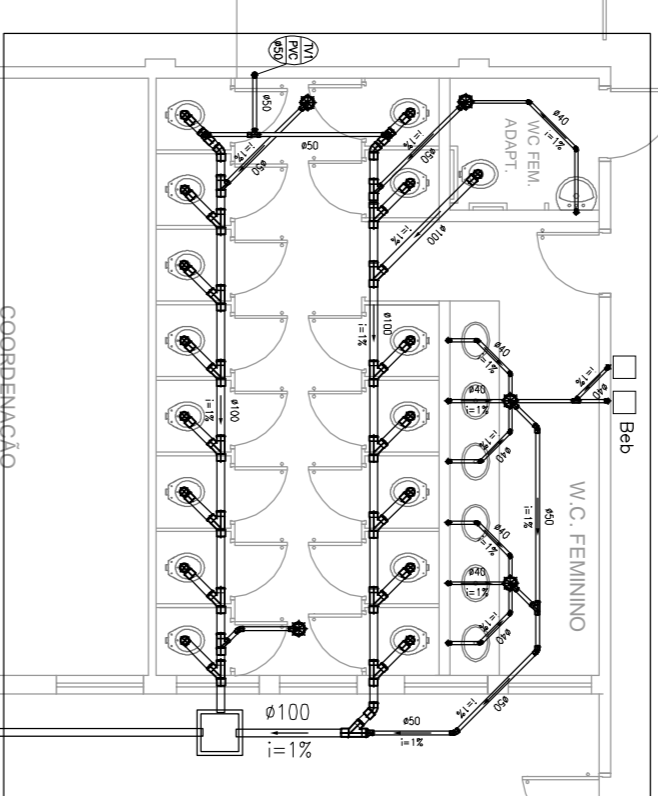 TV1
PVC
ø50
ø50
ø50
i=1%
ø50
i=1%
ø50
ø40
i=1%
WC FEM.
ADAPT.
i=1%
ø100
ø100
i=1%
ø100
i=1%
ø40
i=1%
ø40
i=1%
i=1%
ø40
i=1%
ø40
Beb
ø50
i=1%
W.C. FEMININO
ø40
i=1%
ø40
i=1%
i=1%
ø40
i=1%
ø50
ø50
i=1%
ø100
i=1%
COORDENAÇÃO